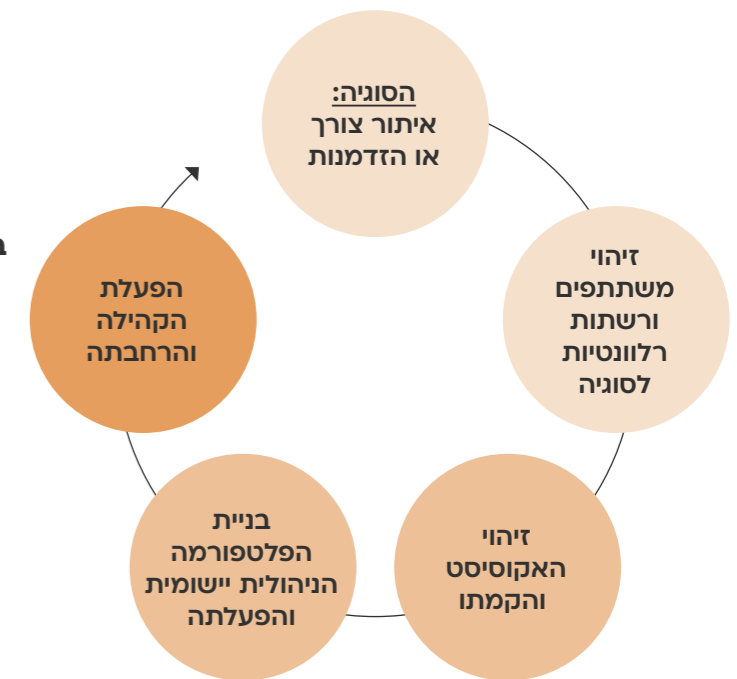 הסוגיה:
איתור צורך
או הזדמנות
זיהוי
משתתפים
ורשתות
רלוונטיות
לסוגיה
זיהוי
האקוסיסט
והקמתו
בניית
הפלטפורמה
הניהולית יישומית
והפעלתה
הפעלת
הקהילה
והרחבתה